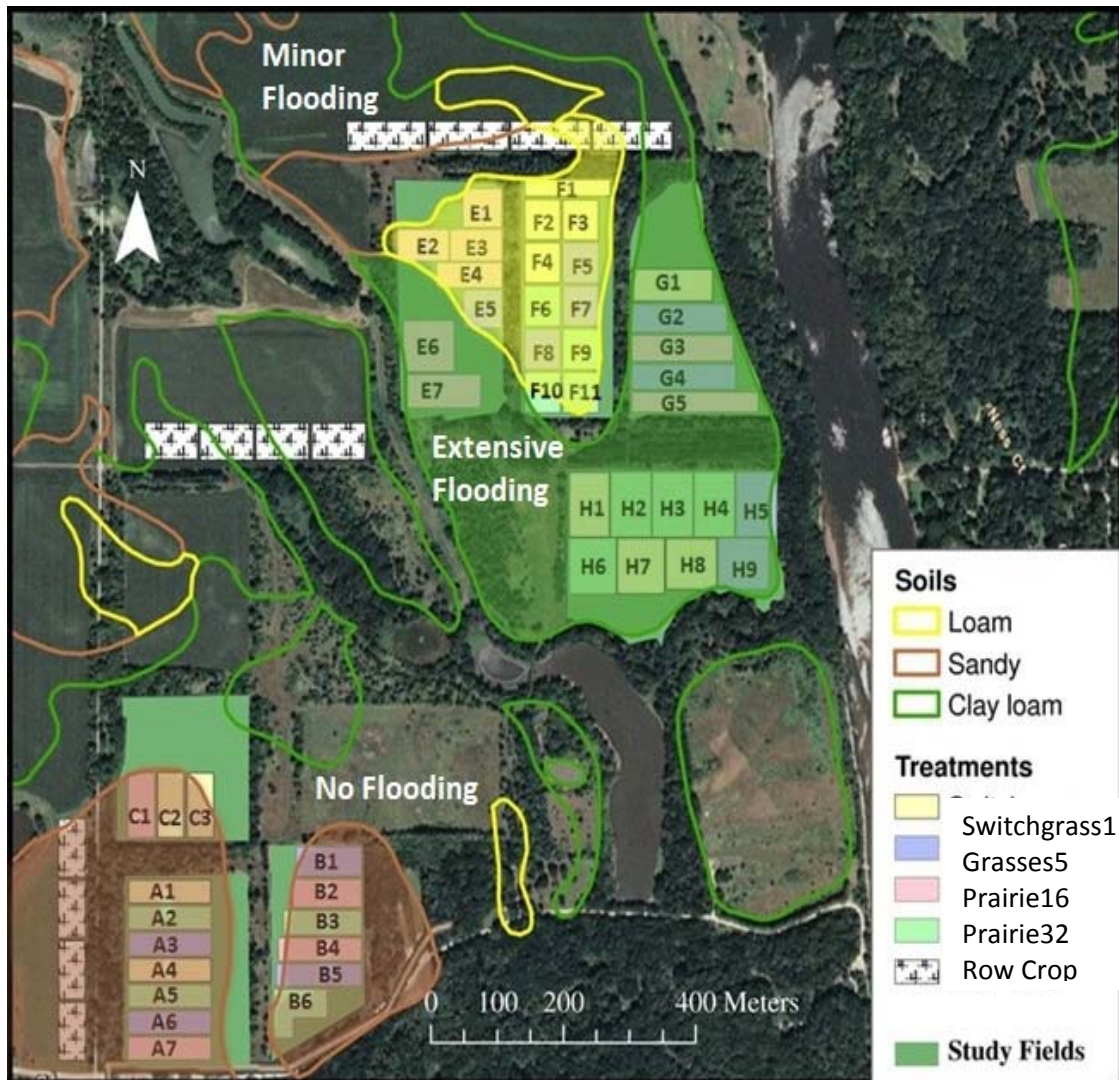 Minor
Flooding
N
E1
E2 E3
E4
E5
E6
E7
F1
F2 F3
F4 F5
F6 F7
F8 F9
F10 F11
G1
G2
G3
G4
G5
Extensive
Flooding
H1 H2 H3 H4 H5
H6 H7 H8 H9
No Flooding
C1 C2 C3
A1
A2
A3
A4
A5
A6
A7
B1
B2
B3
B4
B5
B6
0 100 200 400 Meters
Soils
Loam
Sandy
Clay loam
Treatments
Switchgrass1
Grasses5
Prairie16
Prairie32
Row Crop
Study Fields